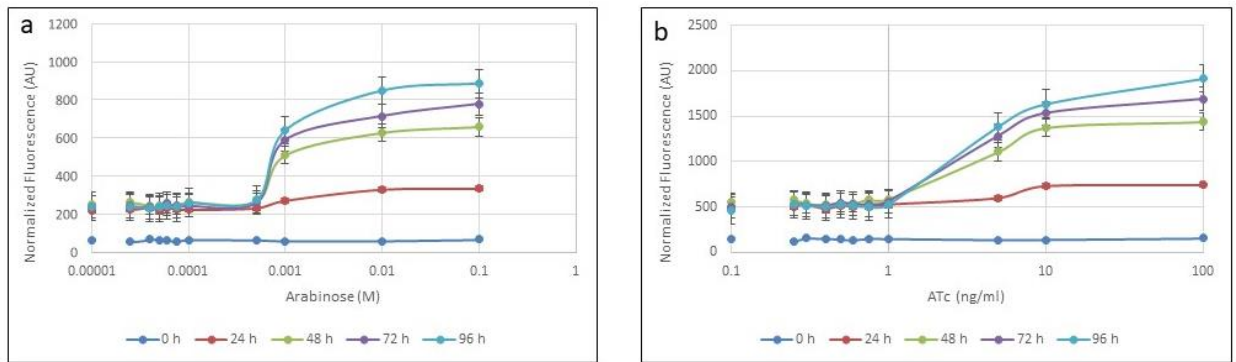 a
1200
1000
800
600
400
200
0
Normalized Fluorescence (AU)
0.00001 0.0001 0.001 0.01 0.1 1
Arabinose (M)
0 h 24 h 48 h 72 h 96 h
b
2500
2000
1500
1000
500
0
Normalized Fluorescence (AU)
0.1 1 10 100
ATc (ng/ml)
0 h 24 h 48 h 72 h 96 h